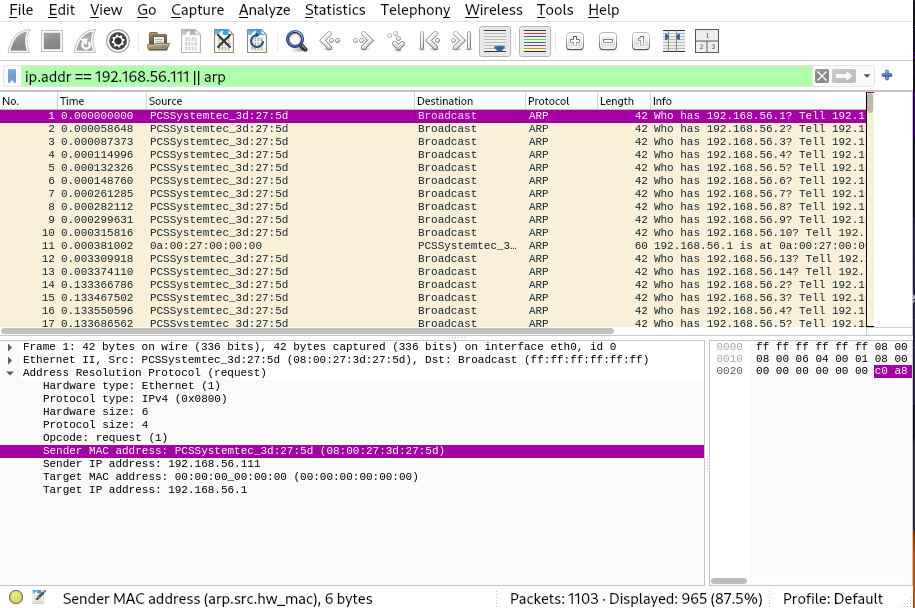 File Edit View Go Capture Analyze Statistics Telephony Wireless Tools Help
ip.addr == 192.168.56.111 || arp
No. Time Source Destination Protocol Length Info
1 0.000000000 PCSSystemtec_3d:27:5d Broadcast ARP 42 Who has 192.168.56.1? Tell 192.1
2 0.000058648 PCSSystemtec_3d:27:5d Broadcast ARP 42 Who has 192.168.56.2? Tell 192.1
3 0.000087373 PCSSystemtec_3d:27:5d Broadcast ARP 42 Who has 192.168.56.3? Tell 192.1
4 0.000114996 PCSSystemtec_3d:27:5d Broadcast ARP 42 Who has 192.168.56.4? Tell 192.1
5 0.000132326 PCSSystemtec_3d:27:5d Broadcast ARP 42 Who has 192.168.56.5? Tell 192.1
6 0.000148760 PCSSystemtec_3d:27:5d Broadcast ARP 42 Who has 192.168.56.6? Tell 192.1
7 0.000261285 PCSSystemtec_3d:27:5d Broadcast ARP 42 Who has 192.168.56.7? Tell 192.1
8 0.000282112 PCSSystemtec_3d:27:5d Broadcast ARP 42 Who has 192.168.56.8? Tell 192.1
9 0.000299631 PCSSystemtec_3d:27:5d Broadcast ARP 42 Who has 192.168.56.9? Tell 192.1
10 0.000315816 PCSSystemtec_3d:27:5d Broadcast ARP 42 Who has 192.168.56.10? Tell 192.
11 0.000381002 0a:00:27:00:00:00 PCSSystemtec_3… ARP 60 192.168.56.1 is at 0a:00:27:00:0
12 0.003309918 PCSSystemtec_3d:27:5d Broadcast ARP 42 Who has 192.168.56.13? Tell 192.
13 0.003374110 PCSSystemtec_3d:27:5d Broadcast ARP 42 Who has 192.168.56.14? Tell 192.
14 0.133366786 PCSSystemtec_3d:27:5d Broadcast ARP 42 Who has 192.168.56.2? Tell 192.1
15 0.133467502 PCSSystemtec_3d:27:5d Broadcast ARP 42 Who has 192.168.56.3? Tell 192.1
16 0.133550596 PCSSystemtec_3d:27:5d Broadcast ARP 42 Who has 192.168.56.4? Tell 192.1
17 0.133686562 PCSSystemtec_3d:27:5d Broadcast ARP 42 Who has 192.168.56.5? Tell 192.1
Frame 1: 42 bytes on wire (336 bits), 42 bytes captured (336 bits) on interface eth0, id 0
Ethernet II, Src: PCSSystemtec_3d:27:5d (08:00:27:3d:27:5d), Dst: Broadcast (ff:ff:ff:ff:ff:ff)
Address Resolution Protocol (request)
Hardware type: Ethernet (1)
Protocol type: IPv4 (0x0800)
Hardware size: 6
Protocol size: 4
Opcode: request (1)
Sender MAC address: PCSSystemtec_3d:27:5d (08:00:27:3d:27:5d)
Sender IP address: 192.168.56.111
Target MAC address: 00:00:00_00:00:00 (00:00:00:00:00:00)
Target IP address: 192.168.56.1
0000 ff ff ff ff ff ff 08 00
0010 08 00 06 04 00 01 08 00
0020 00 00 00 00 00 00 c0 a8
Sender MAC address (arp.src.hw_mac), 6 bytes Packets: 1103 · Displayed: 965 (87.5%) Profile: Default